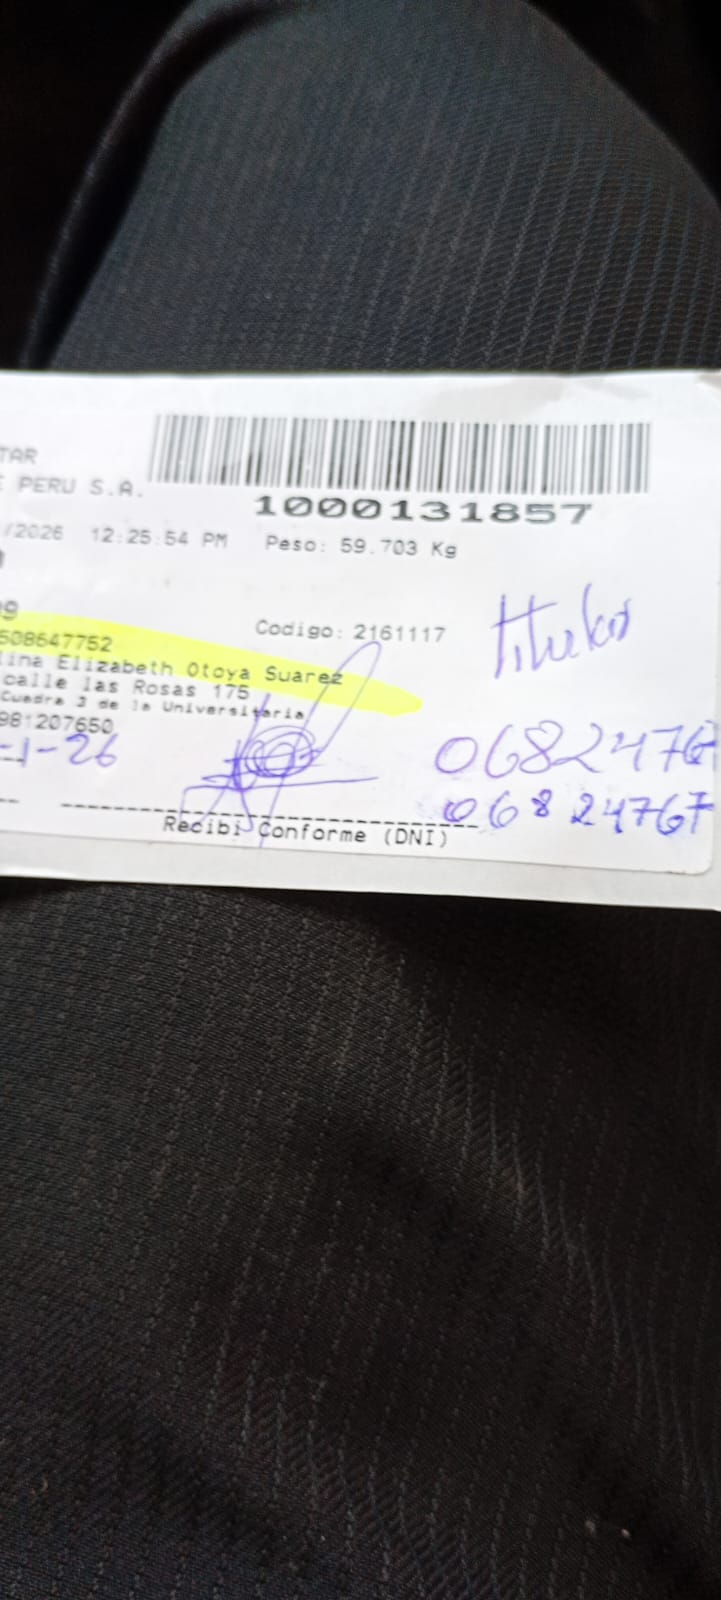 TAR
E PERU S.A.
1000131857
/2026 12:25:54 PM Peso: 59.703 Kg
Codigo: 2161117
titular
508647752
lina Elizabeth Otoya Suarez
calle las Rosas 175
Cuadra 3 de la Universitaria
981207650
-1-26
06824767
06824767
Recibi Conforme (DNI)